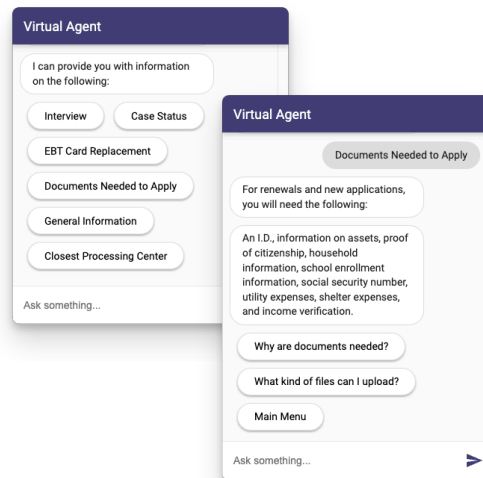 Virtual Agent
I can provide you with information
on the following:
Interview
Case Status
EBT Card Replacement
Documents Needed to Apply
General Information
Closest Processing Center
Ask something...
Virtual Agent
Documents Needed to Apply
For renewals and new applications,
you will need the following:
An I.D., information on assets, proof
of citizenship, household
information, school enrollment
information, social security number,
utility expenses, shelter expenses,
and income verification.
Why are documents needed?
What kind of files can I upload?
Main Menu
Ask something...